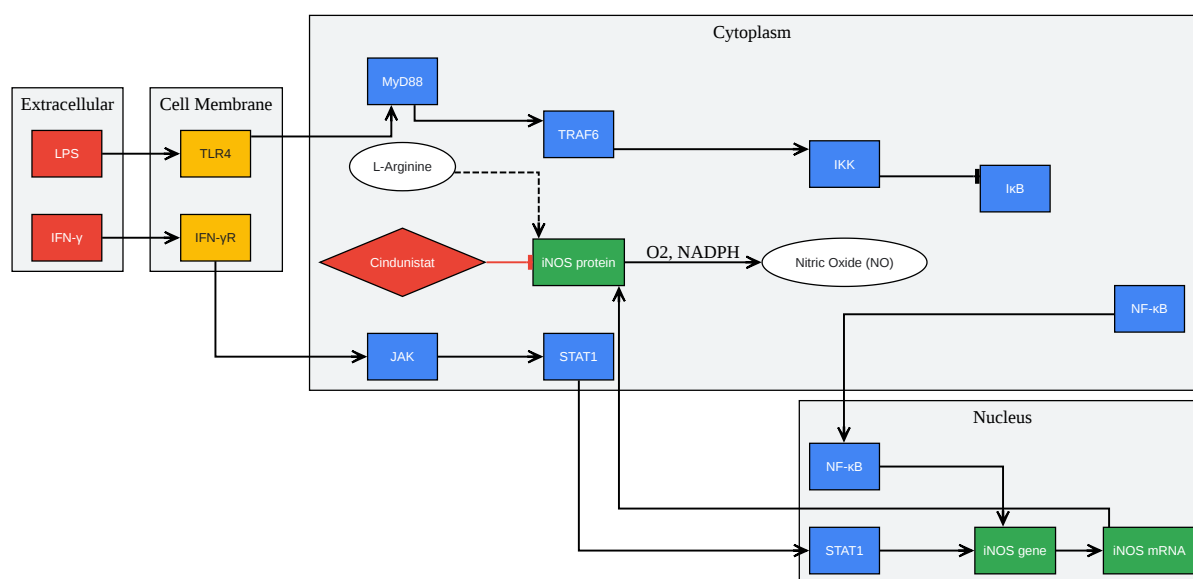 Extracellular
LPS
IFN-γ
Cell Membrane
TLR4
IFN-γR
Cytoplasm
MyD88
TRAF6
L-Arginine
IKK
IκB
Cindunistat
iNOS protein
O2, NADPH
Nitric Oxide (NO)
NF-κB
JAK
STAT1
Nucleus
NF-κB
STAT1
iNOS gene
iNOS mRNA